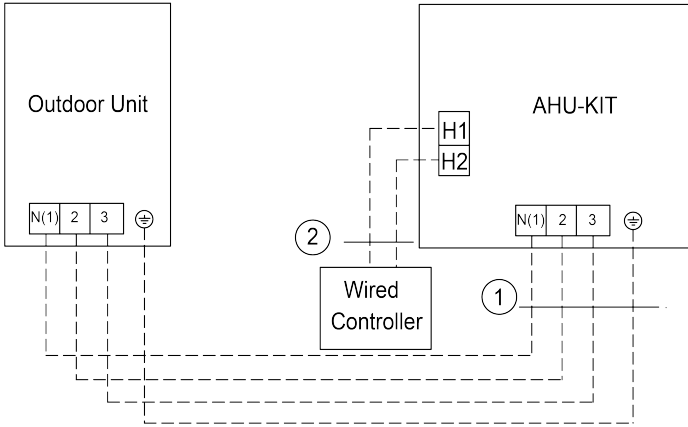 Outdoor Unit
N(1) 2 3
AHU-KIT
H1
H2
N(1) 2 3
2
Wired
Controller
1